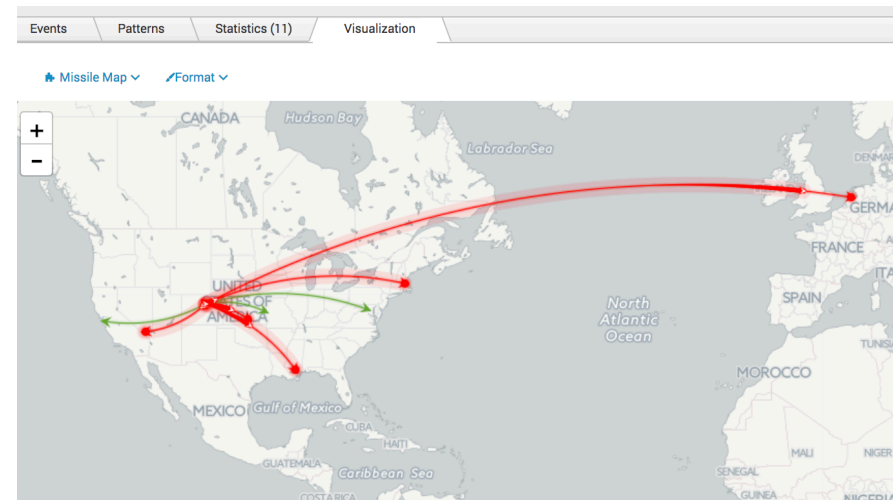 Events
Patterns
Statistics (11)
Visualization
Missile Map
Format
+
−
CANADA
Hudson Bay
Labrador Sea
DENMAR
GERMA
FRANCE
ITA
UNITED
STATES OF
AMERICA
North
Atlantic
Ocean
SPAIN
TUNISI
MOROCCO
MEXICO
Gulf of Mexico
CUBA
HAITI
GUATEMALA
Caribbean Sea
COSTA RICA
MALI
NIGER
SENEGAL
GUINEA
NIGERI